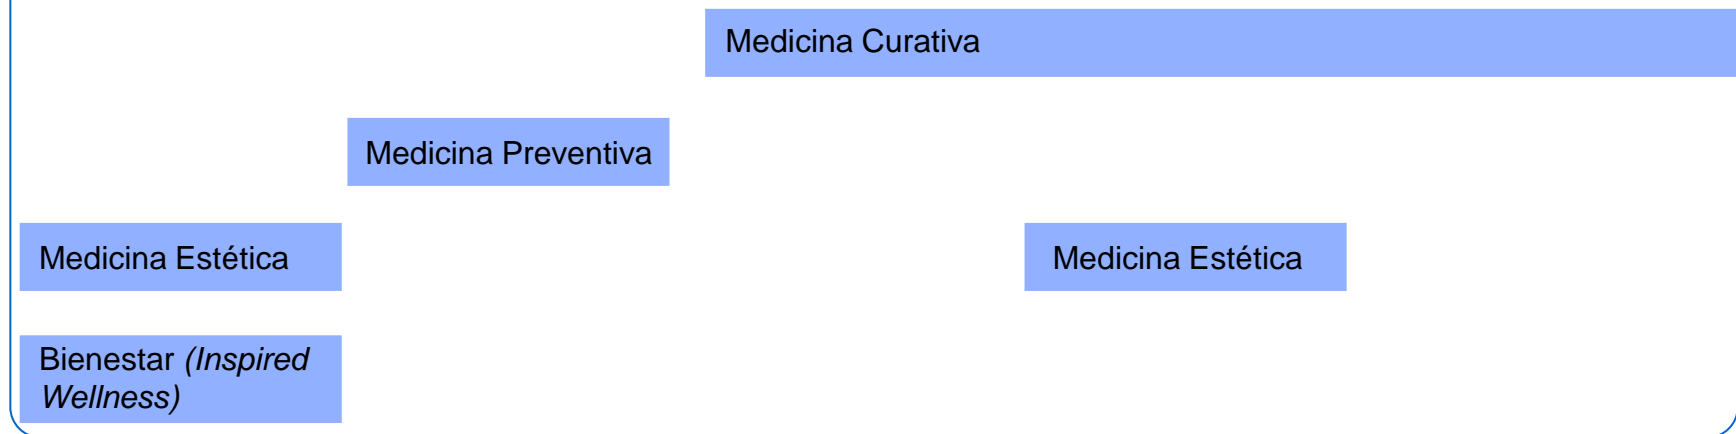 Medicina Curativa
Medicina Preventiva
Medicina Estética
Medicina Estética
Bienestar (Inspired
Wellness)